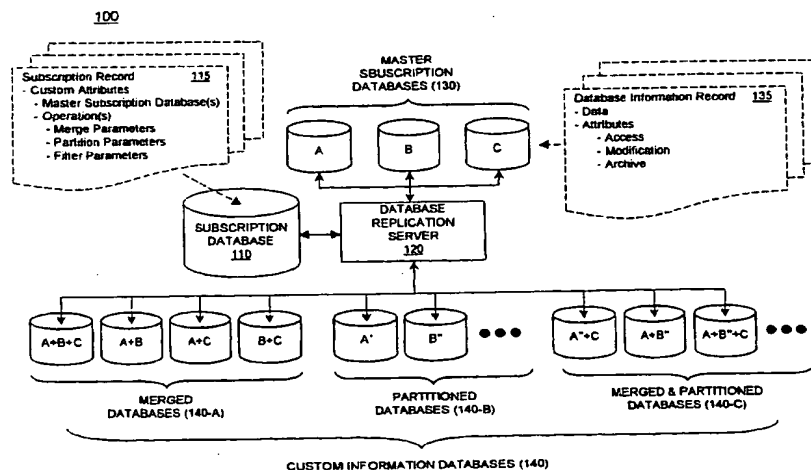 100
Subscription Record 115
- Custom Attributes
- Master Subscription Database(s)
- Operation(s)
- Merge Parameters
- Partition Parameters
- Filter Parameters
MASTER
SBUSCRIPTION
DATABASES (130)
A
B
C
Database Information Record 135
- Data
- Attributes
- Access
- Modification
- Archive
SUBSCRIPTION
DATABASE
110
DATABASE
REPLICATION
SERVER
120
A+B+C
A+B
A+C
B+C
A'
B"
A"+C
A+B"
A+B"+C
MERGED
DATABASES (140-A)
PARTITIONED
DATABASES (140-B)
MERGED & PARTITIONED
DATABASES (140-C)
CUSTOM INFORMATION DATABASES (140)